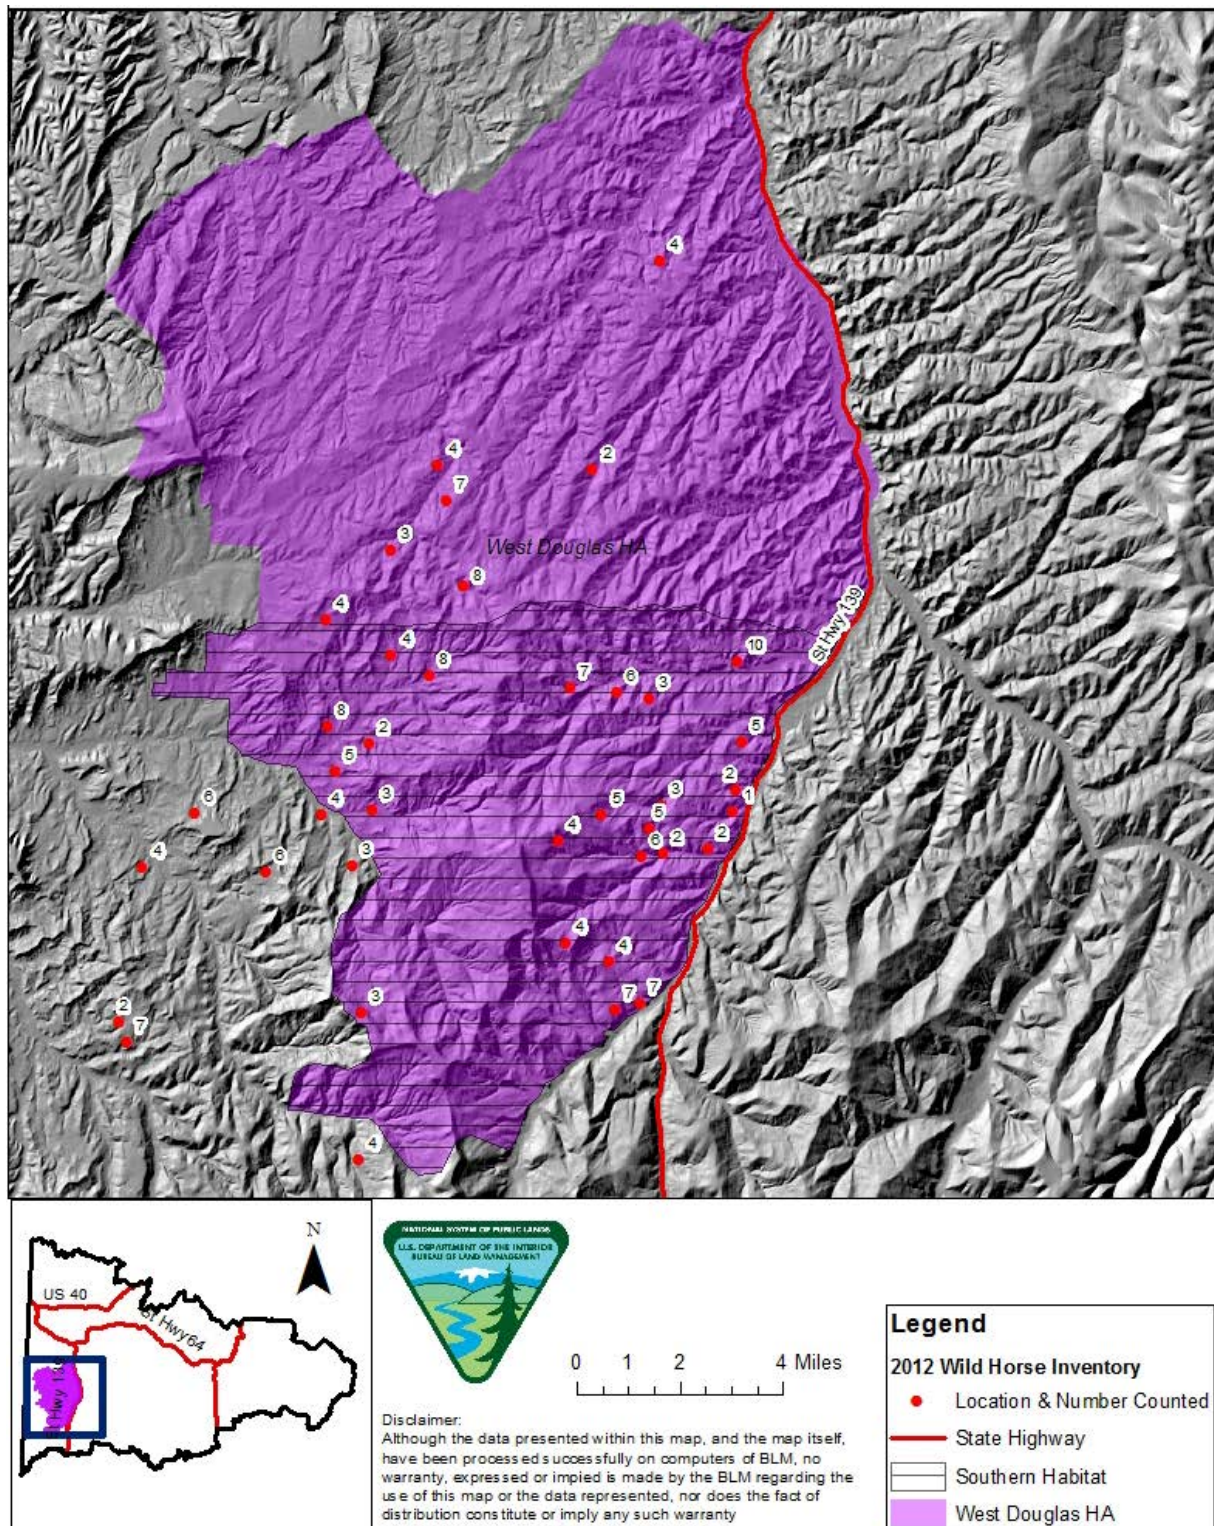 4
4
2
7
3
West Douglas HA
8
4
St Hwy 139
4
10
8
7
6
3
8
2
5
5
2
6
3
1
4
3
5
5
4
6
2
2
4
6
3
4
4
3
7
7
2
7
4
N
US 40
St Hwy 64
St Hwy 139
NATIONAL SYSTEM OF PUBLIC LANDS
U.S. DEPARTMENT OF THE INTERIOR
BUREAU OF LAND MANAGEMENT
0 1 2 4 Miles
Disclaimer:
Although the data presented within this map, and the map itself,
have been processed successfully on computers of BLM, no
warranty, expressed or impied is made by the BLM regarding the
use of this map or the data represented, nor does the fact of
distribution constitute or imply any such warranty
Legend
2012 Wild Horse Inventory
Location & Number Counted
State Highway
Southern Habitat
West Douglas HA